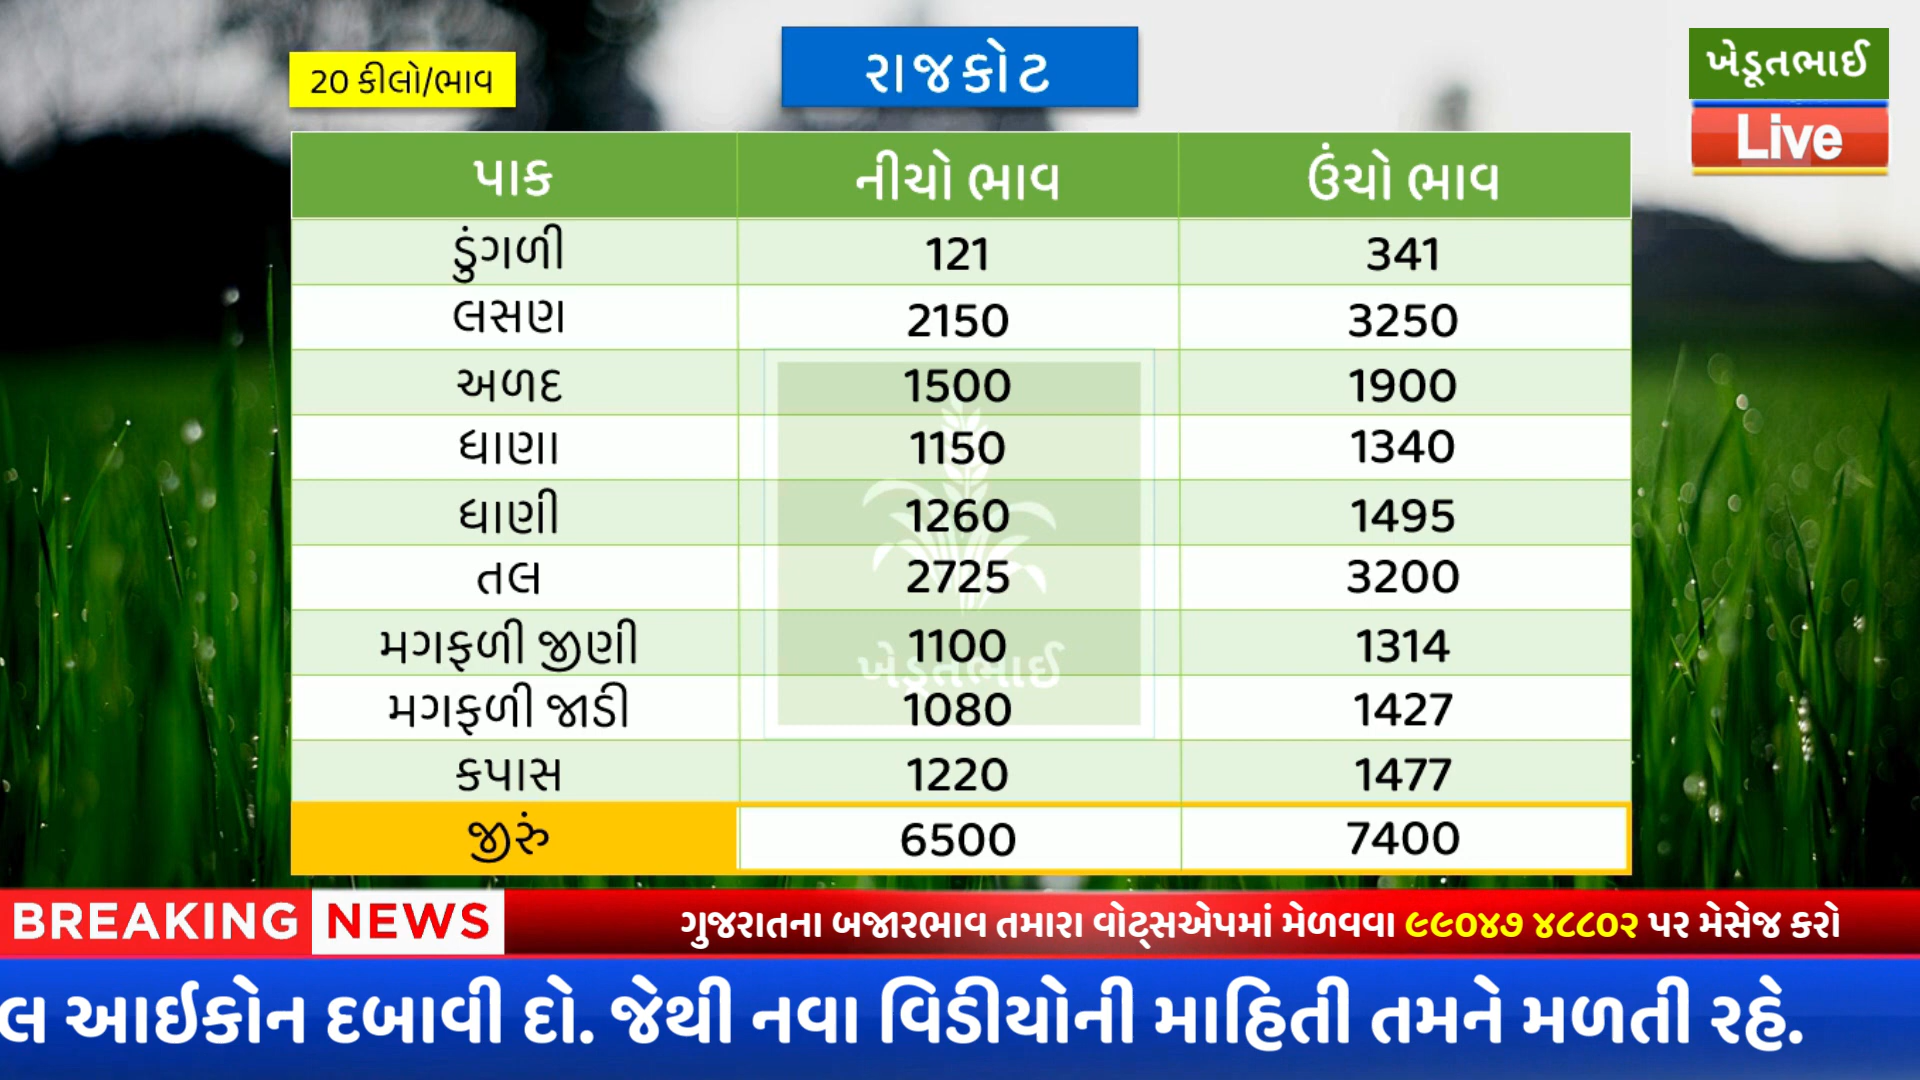 20 કીલો/ભાવ
રાજકોટ
ખેડૂતભાઈ
Live
પાક નીચો ભાવ ઉંચો ભાવ
ડુંગળી 121 341
લસણ 2150 3250
અળદ 1500 1900
ધાણા 1150 1340
ધાણી 1260 1495
તલ 2725 3200
મગફળી જીણી 1100 1314
ખેડૂતભાઈ
મગફળી જાડી 1080 1427
કપાસ 1220 1477
જીરું 6500 7400
BREAKING NEWS
ગુજરાતના બજારભાવ તમારા વોટ્સએપમાં મેળવવા ૯૯૦૪૭ ૪૮૮૦૨ પર મેસેજ કરો
લ આઇકોન દબાવી દો. જેથી નવા વિડીયોની માહિતી તમને મળતી રહે.